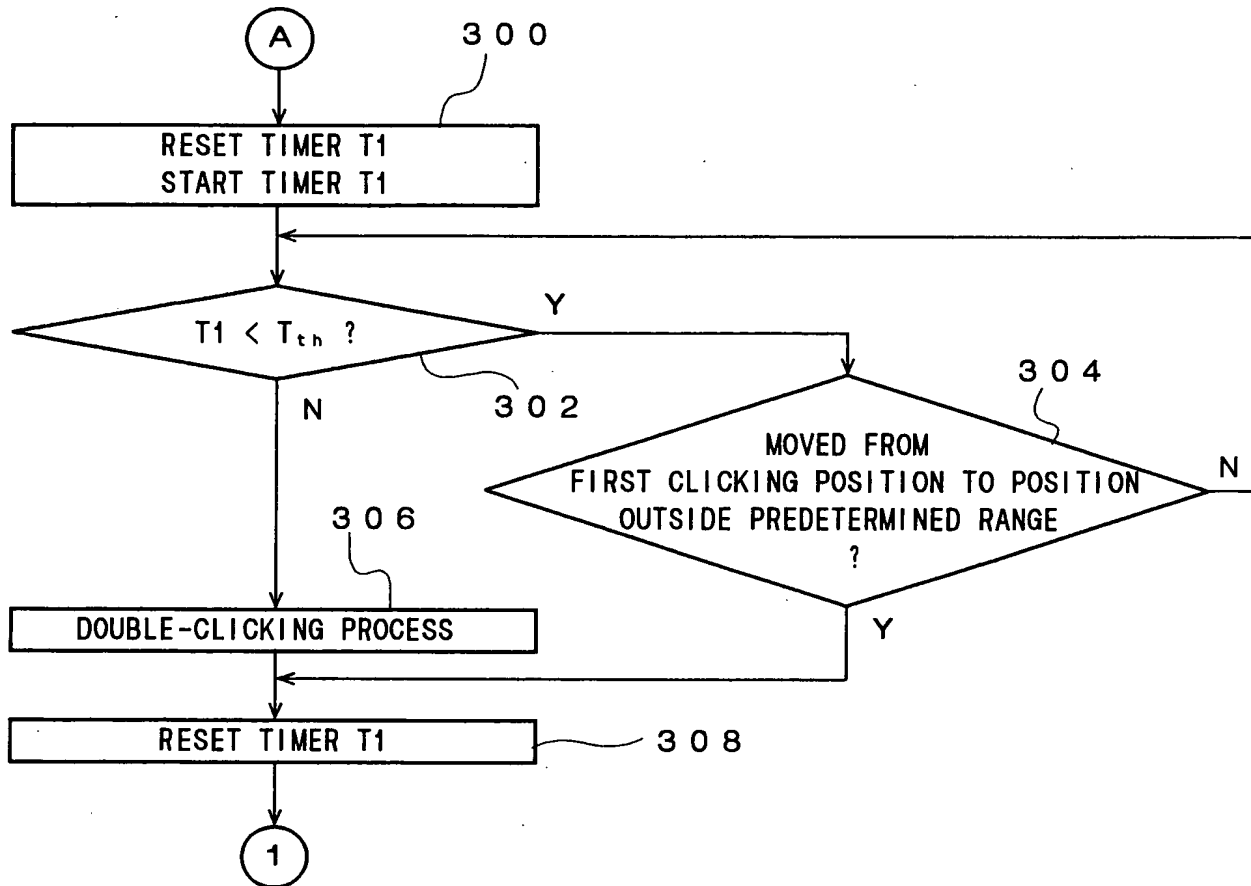 A
300
RESET TIMER T1
START TIMER T1
T1 < Tth ?
Y
302
N
304
MOVED FROM
FIRST CLICKING POSITION TO POSITION
OUTSIDE PREDETERMINED RANGE
?
N
Y
306
DOUBLE-CLICKING PROCESS
RESET TIMER T1
308
1